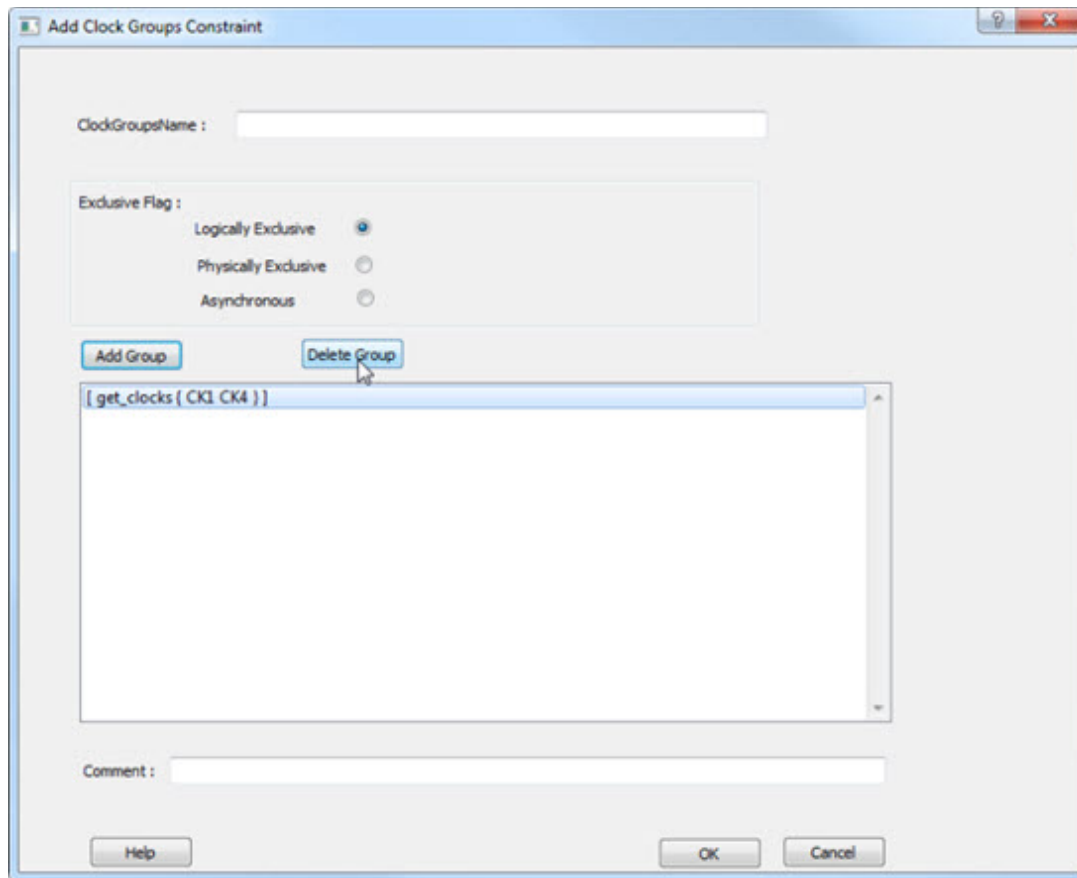 Add Clock Groups Constraint
ClockGroupsName :
Exclusive Flag :
Logically Exclusive
Physically Exclusive
Asynchronous
Add Group Delete Group
[ get_clocks { CK1 CK4 } ]
Comment :
Help OK Cancel